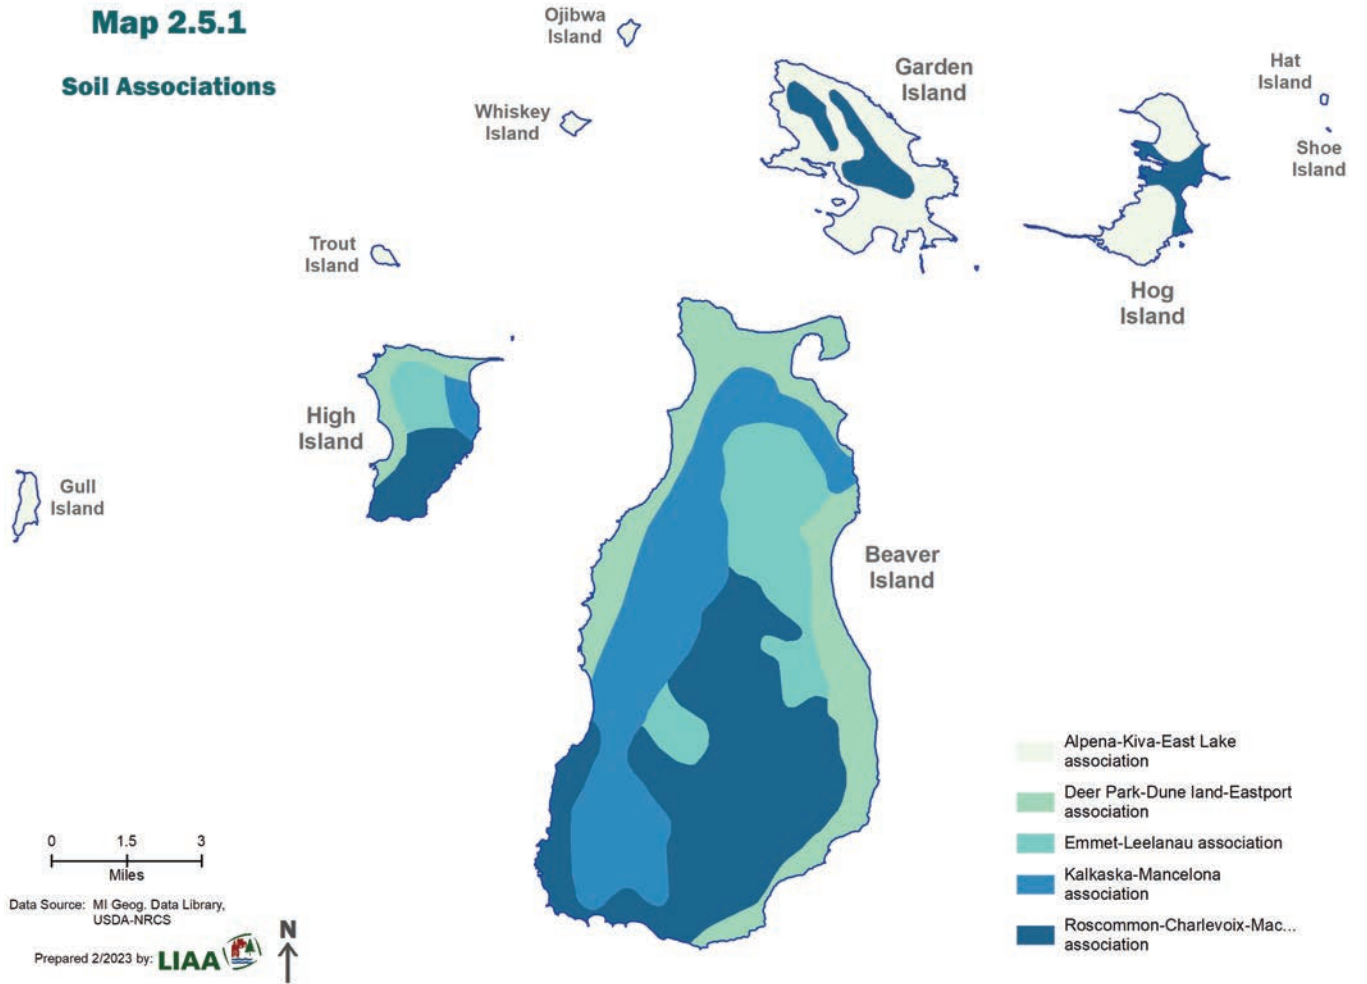 Map 2.5.1
Soil Associations
Ojibwa
Island
Whiskey
Island
Garden
Island
Hat
Island
Shoe
Island
Hog
Island
Trout
Island
High
Island
Gull
Island
Beaver
Island
Alpena-Kiva-East Lake
association
Deer Park-Dune land-Eastport
association
Emmet-Leelanau association
Kalkaska-Mancelona
association
Roscommon-Charlevoix-Mac...
association
0 1.5 3
Miles
Data Source: MI Geog. Data Library,
USDA-NRCS
Prepared 2/2023 by: LIAA
N